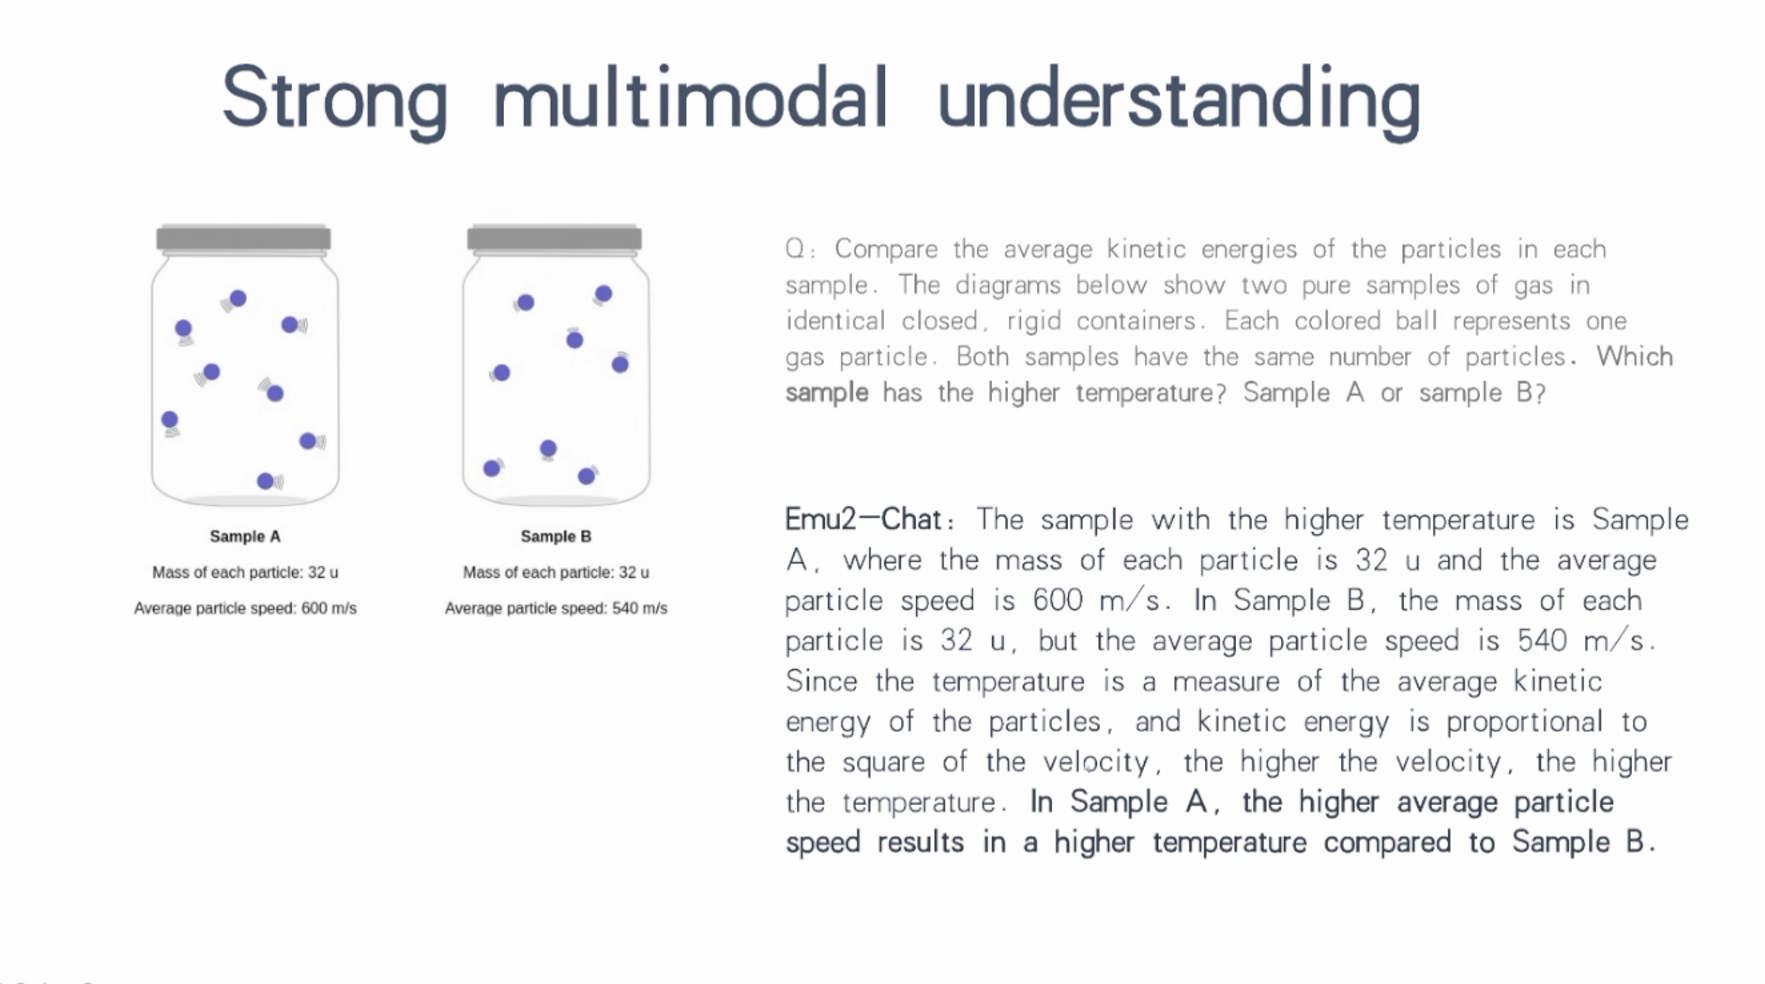 Strong multimodal understanding
Sample A
Mass of each particle: 32 u
Average particle speed: 600 m/s
Sample B
Mass of each particle: 32 u
Average particle speed: 540 m/s
Q: Compare the average kinetic energies of the particles in each
sample. The diagrams below show two pure samples of gas in
identical closed, rigid containers. Each colored ball represents one
gas particle. Both samples have the same number of particles. Which
sample has the higher temperature? Sample A or sample B?
Emu2-Chat: The sample with the higher temperature is Sample
A, where the mass of each particle is 32 u and the average
particle speed is 600 m/s. In Sample B, the mass of each
particle is 32 u, but the average particle speed is 540 m/s.
Since the temperature is a measure of the average kinetic
energy of the particles, and kinetic energy is proportional to
the square of the velocity, the higher the velocity, the higher
the temperature. In Sample A, the higher average particle
speed results in a higher temperature compared to Sample B.